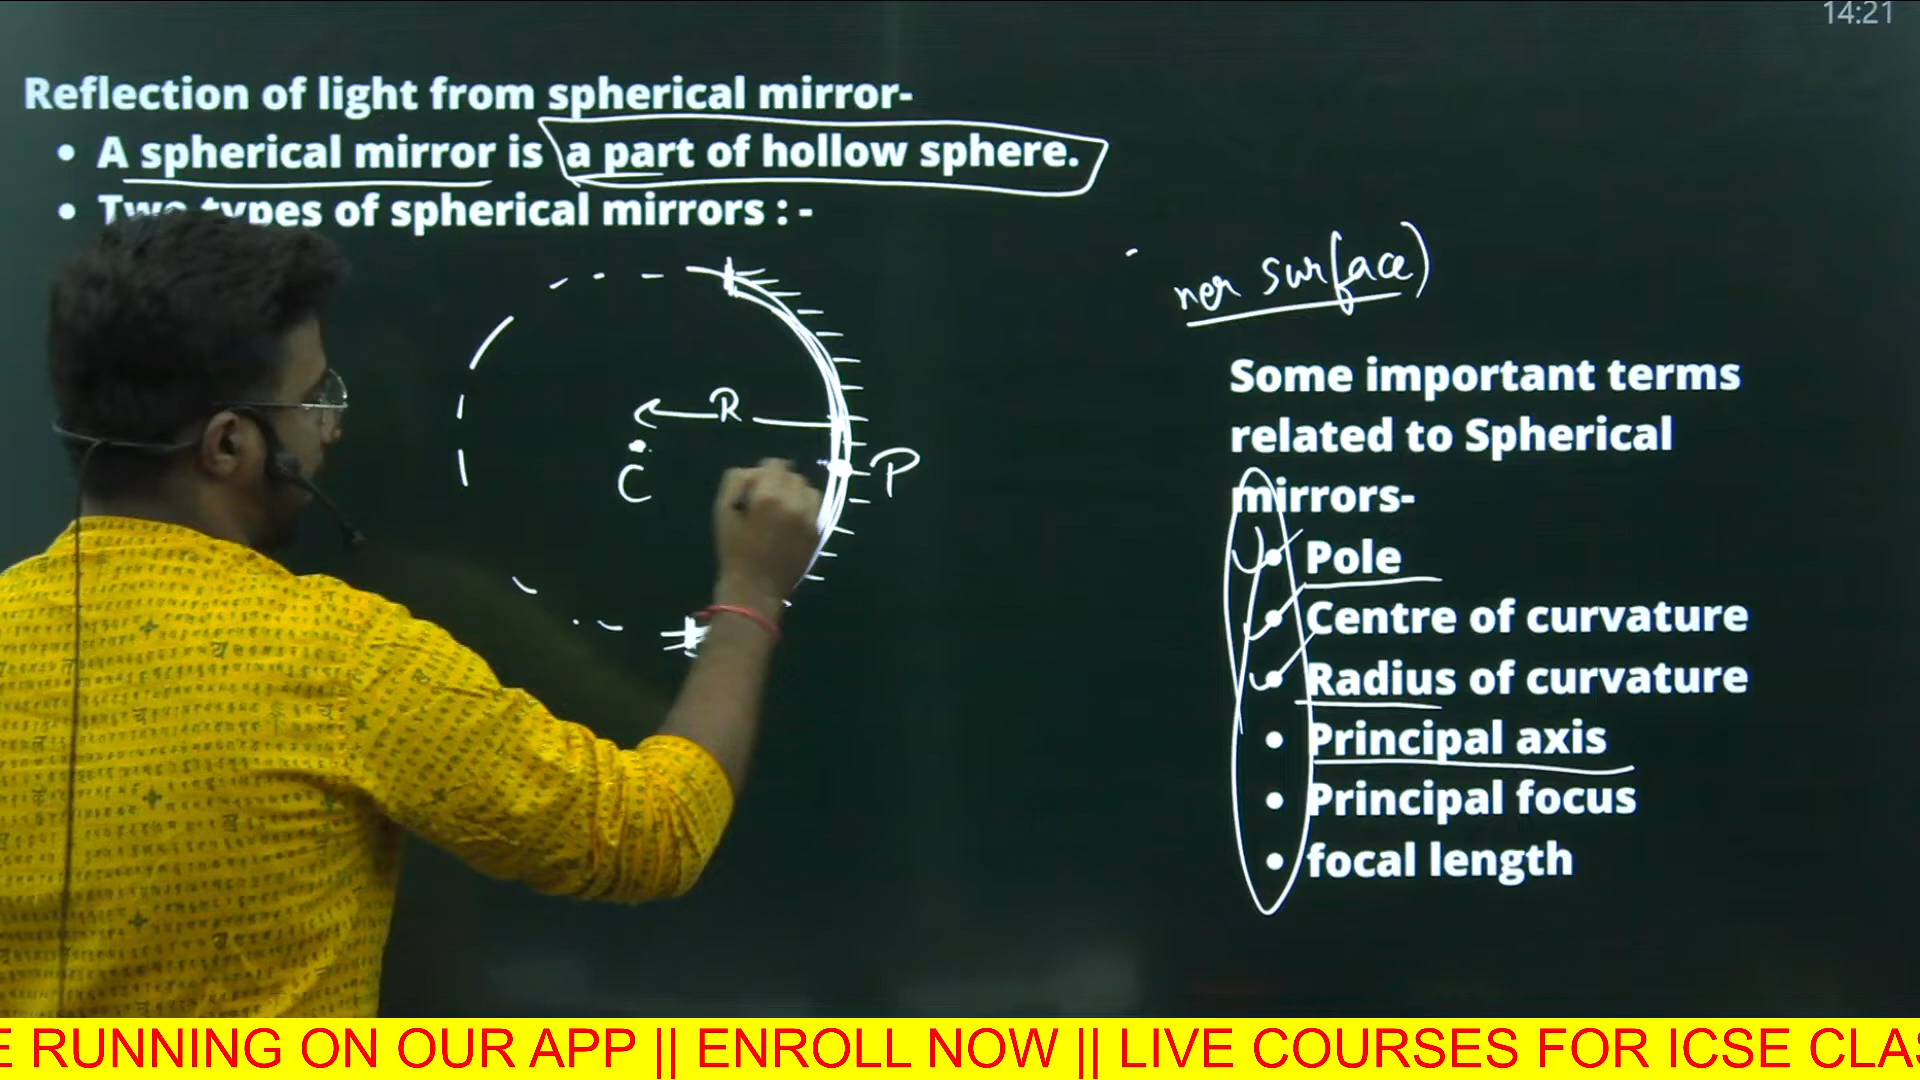 14:21
Reflection of light from spherical mirror-
• A spherical mirror is a part of hollow sphere.
• Two types of spherical mirrors : -
ner surface)
R
C
P
Some important terms
related to Spherical
mirrors-
• Pole
• Centre of curvature
• Radius of curvature
• Principal axis
• Principal focus
• focal length
E RUNNING ON OUR APP || ENROLL NOW || LIVE COURSES FOR ICSE CLAS